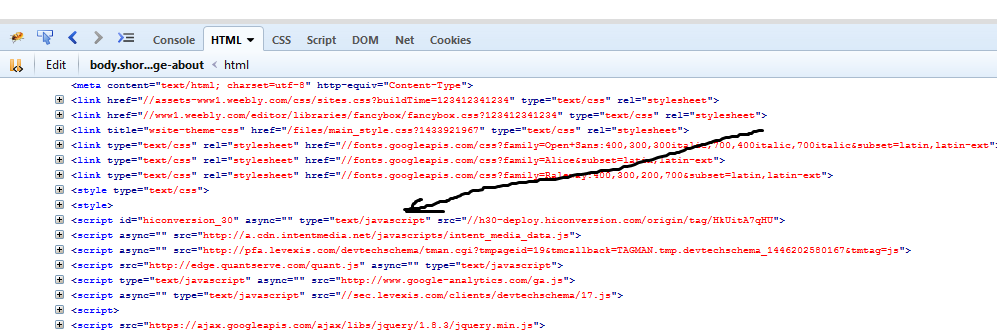 Console HTML CSS Script DOM Net Cookies
Edit body.shor...ge-about < html
<meta content="text/html; charset=utf-8" http-equiv="Content-Type">
<link href="//assets-www1.weebly.com/css/sites.css?buildTime=123412341234" type="text/css" rel="stylesheet">
<link href="//www1.weebly.com/editor/libraries/fancybox/fancybox.css?123412341234" type="text/css" rel="stylesheet">
<link title="wsite-theme-css" href="/files/main_style.css?1433921967" type="text/css" rel="stylesheet">
<link type="text/css" rel="stylesheet" href="//fonts.googleapis.com/css?family=Open+Sans:400,300,300italic,700,400italic,700italic&subset=latin,latin-ext">
<link type="text/css" rel="stylesheet" href="//fonts.googleapis.com/css?family=Alice&subset=latin,latin-ext">
<link type="text/css" rel="stylesheet" href="//fonts.googleapis.com/css?family=Raleway:400,300,200,700&subset=latin,latin-ext">
<style type="text/css">
<style>
<script id="hiconversion_30" async="" type="text/javascript" src="//h30-deploy.hiconversion.com/origin/tag/HkUitA7qHU">
<script async="" src="http://a.cdn.intentmedia.net/javascripts/intent_media_data.js">
<script async="" src="http://pfa.levexis.com/devtechschema/tman.cgi?tmpageid=19&tmcallback=TAGMAN.tmp.devtechschema_1446202580167&tmtag=js">
<script src="http://edge.quantserve.com/quant.js" async="" type="text/javascript">
<script type="text/javascript" async="" src="http://www.google-analytics.com/ga.js">
<script async="" type="text/javascript" src="//sec.levexis.com/clients/devtechschema/17.js">
<script>
<script src="https://ajax.googleapis.com/ajax/libs/jquery/1.8.3/jquery.min.js">